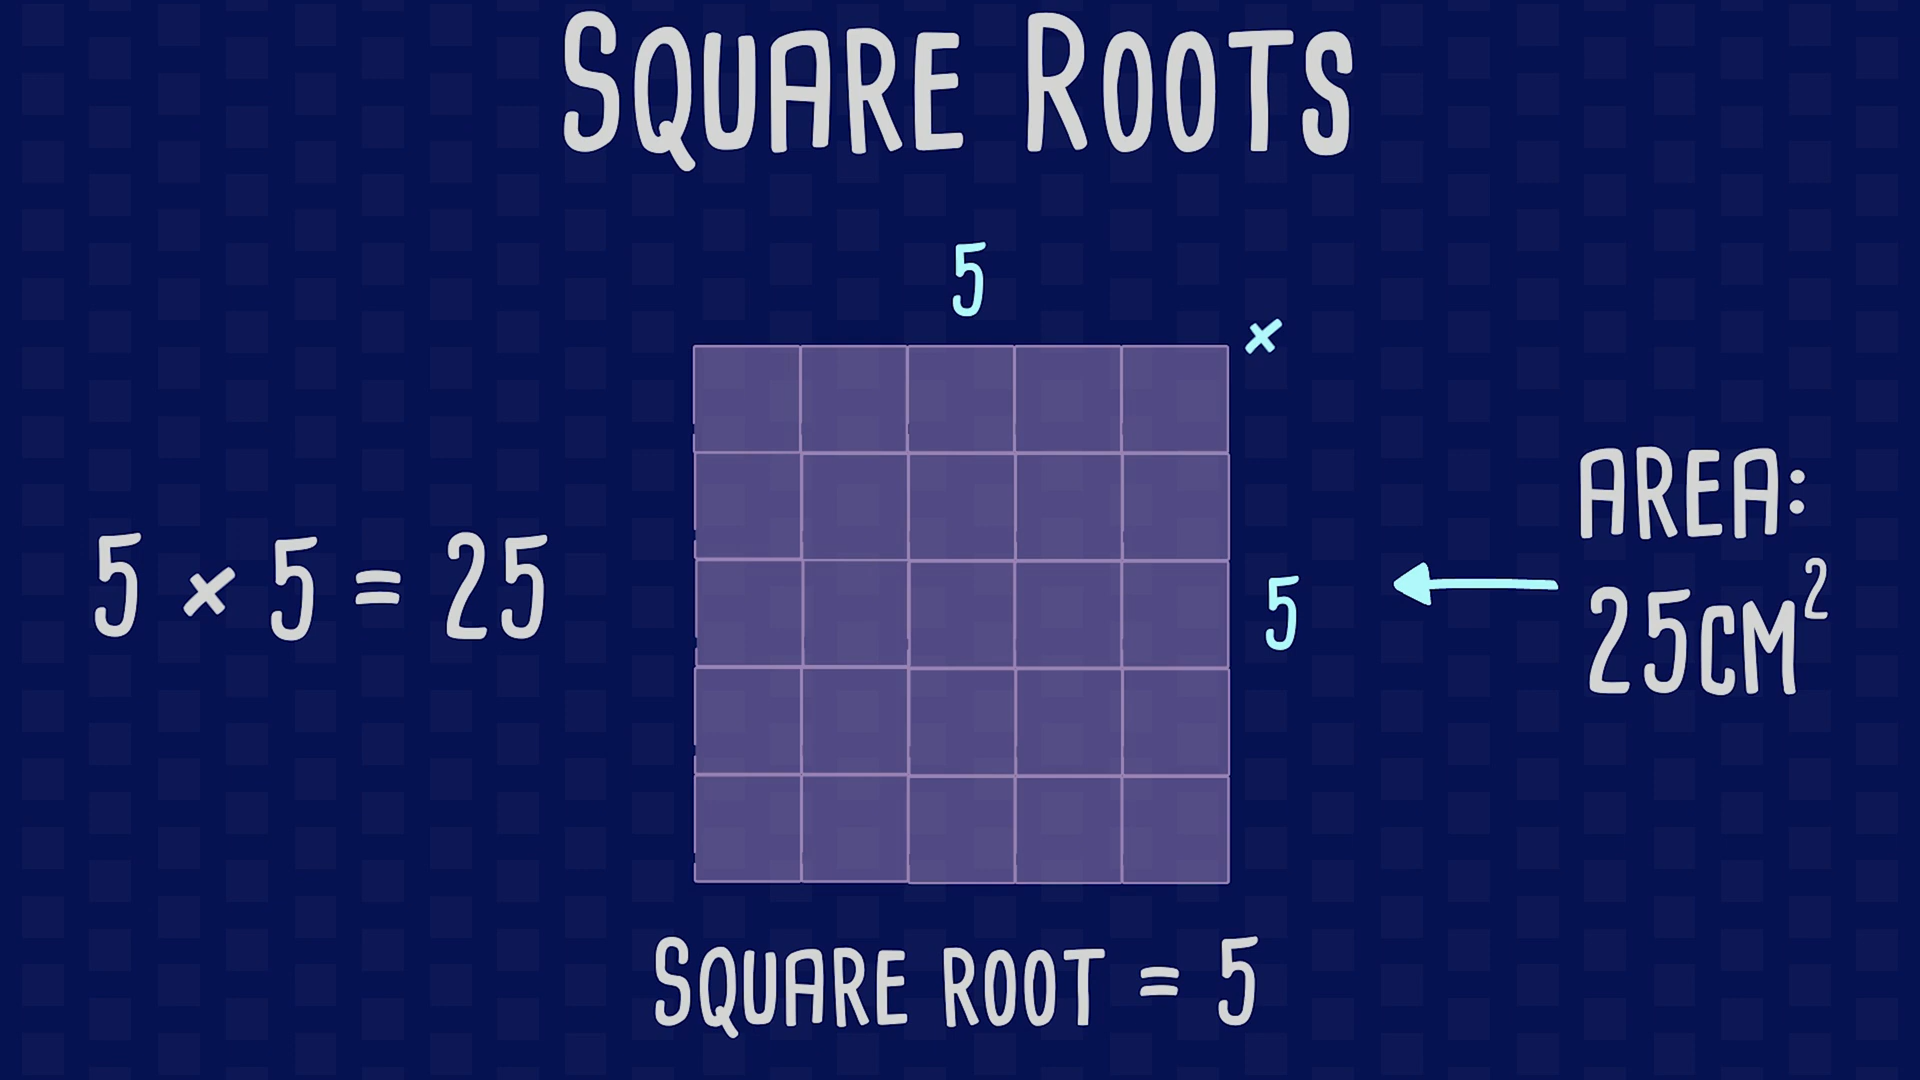 SQUARE ROOTS
5
×
5 × 5 = 25
5
AREA:
25CM²
SQUARE ROOT = 5